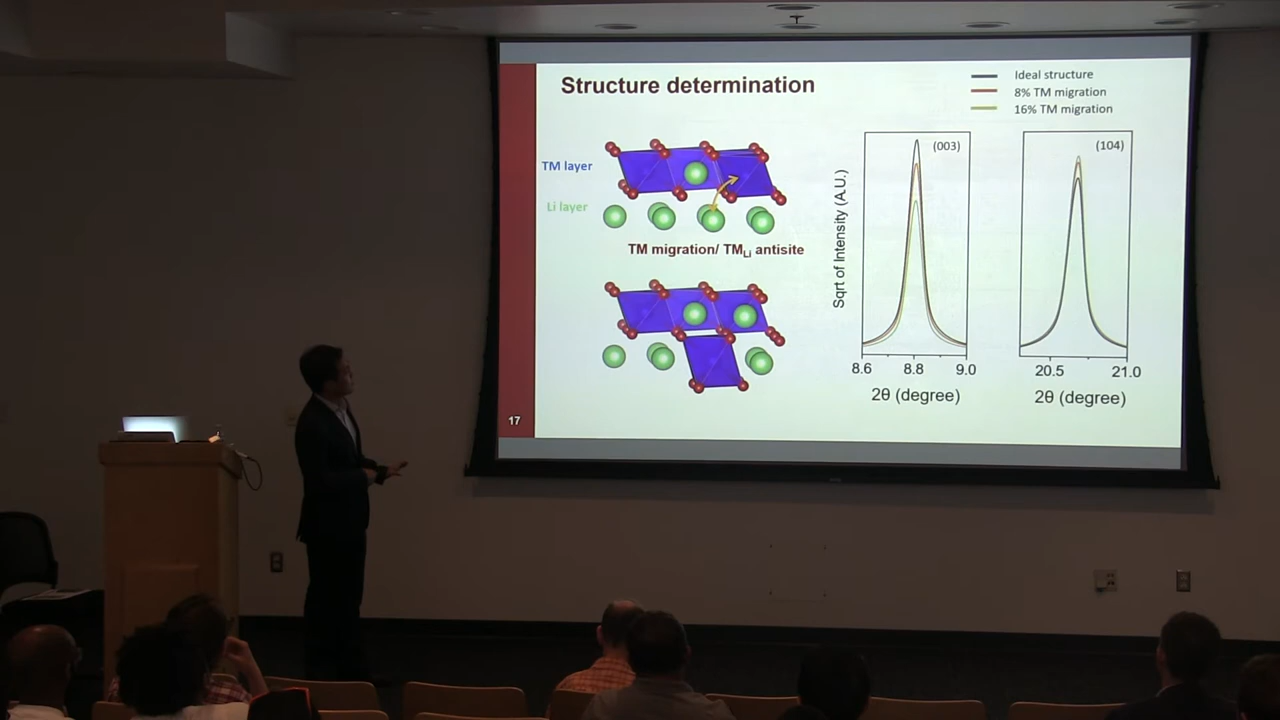 Structure determination
Ideal structure
8% TM migration
16% TM migration
TM layer
Li layer
TM migration/ TMLi antisite
Sqrt of Intensity (A.U.)
(003)
8.6 8.8 9.0
2θ (degree)
(104)
20.5 21.0
2θ (degree)
17